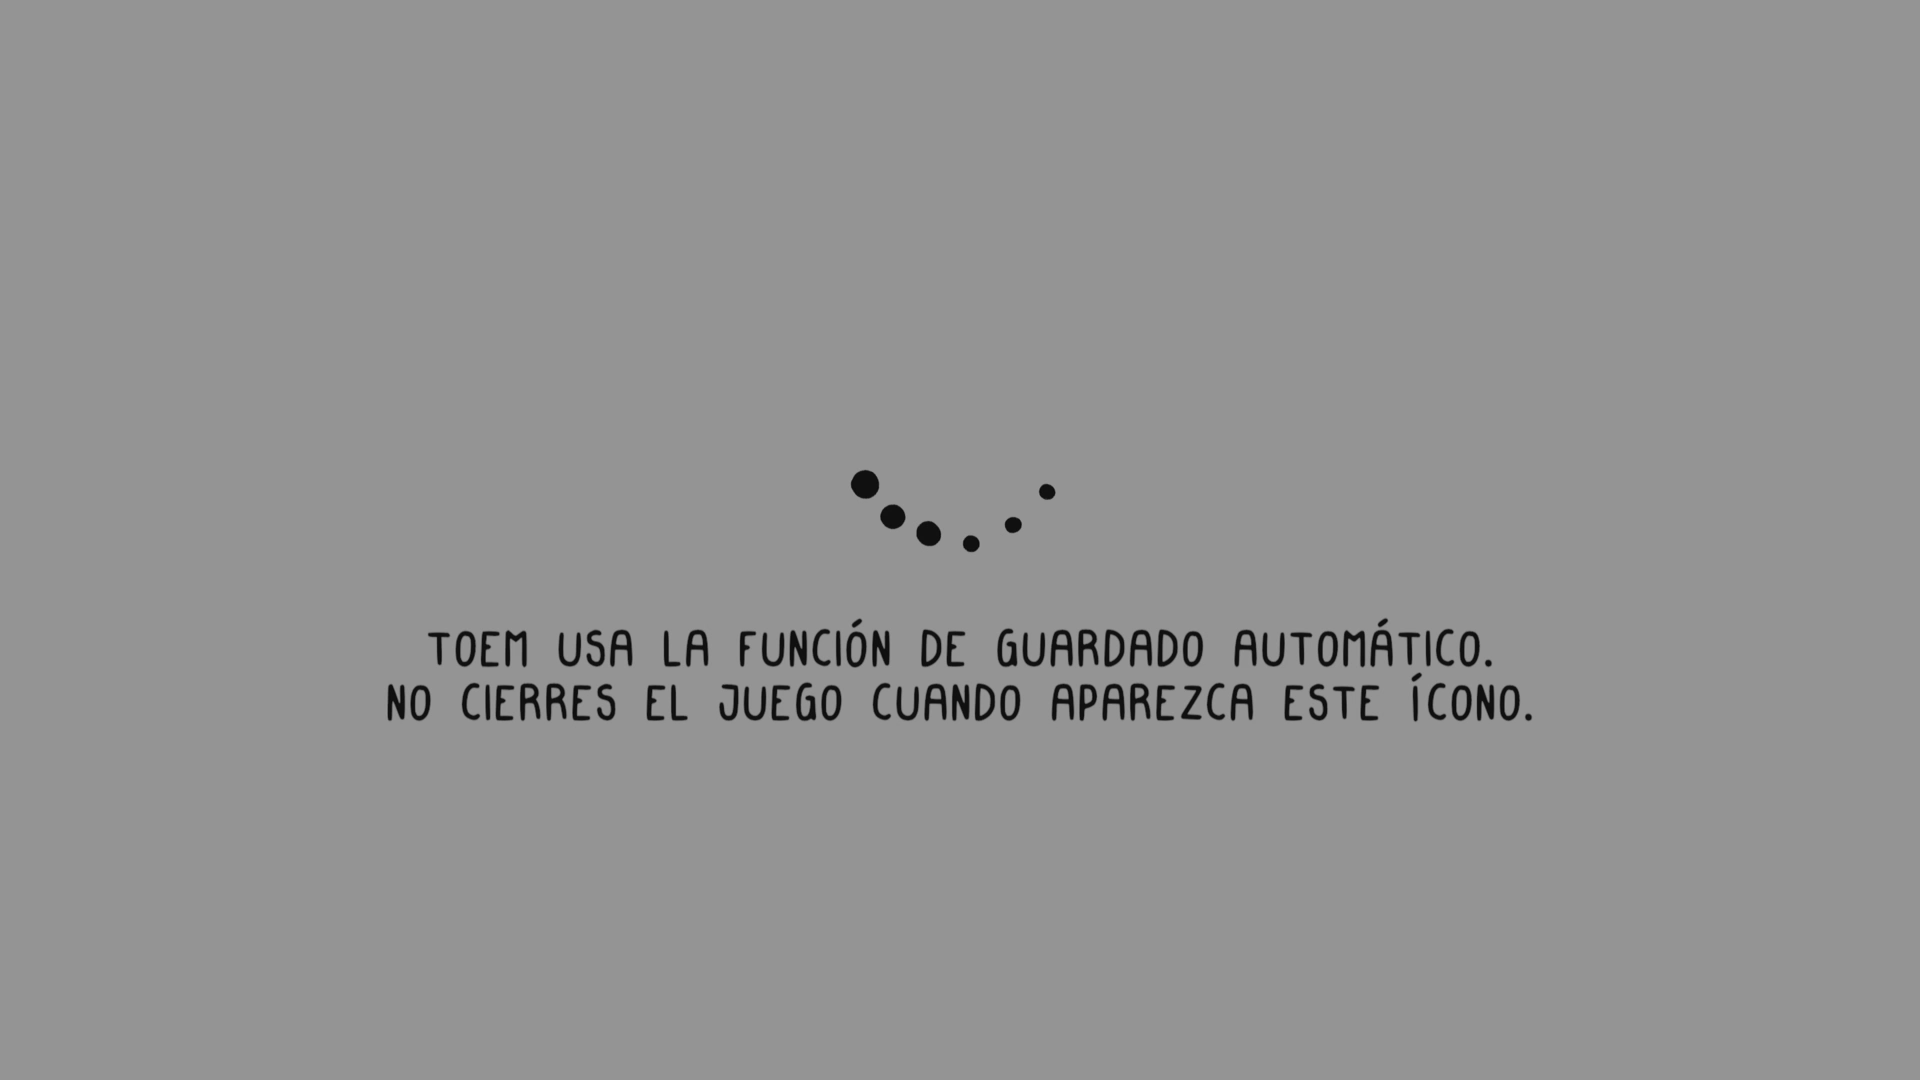 TOEM USA LA FUNCIÓN DE GUARDADO AUTOMÁTICO.
NO CIERRES EL JUEGO CUANDO APAREZCA ESTE ÍCONO.